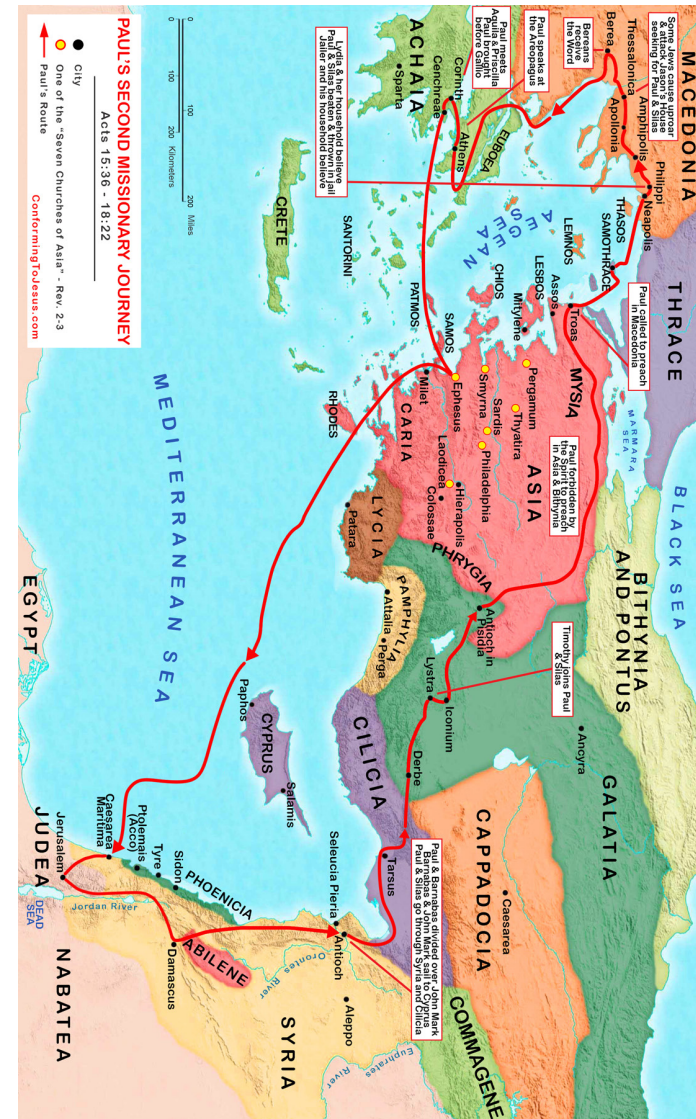 MACEDONIA
THRACE
BLACK SEA
BITHYNIA
AND PONTUS
GALATIA
CAPPADOCIA
COMMAGENE
CILICIA
SYRIA
ABILENE
PHOENICIA
JUDEA
NABATEA
EGYPT
DEAD
SEA
Jordan River
Orontes
River
Euphrates
River
MEDITERRANEAN SEA
CYPRUS
CRETE
ACHAIA
EUBOEA
AEGEAN
SEA
MARMARA
SEA
MYSIA
ASIA
PHRYGIA
CARIA
LYCIA
PAMPHYLIA
RHODES
SANTORINI
PATMOS
SAMOS
CHIOS
LESBOS
LEMNOS
SAMOTHRACE
THASOS
Some Jews cause uproar
& attack Jason's House
seeking for Paul & Silas
Bereans
receive
the Word
Paul speaks at
the Areopagus
Paul meets
Aquila & Priscilla
Paul brought
before Gallio
Lydia & her household believe
Paul & Silas beaten & thrown in jail
Jailer and his household believe
Paul called to preach
in Macedonia
Paul forbidden by
the Spirit to preach
in Asia & Bithynia
Timothy joins Paul
& Silas
Paul & Barnabas divided over John Mark
Barnabas & John Mark sail to Cyprus
Paul & Silas go through Syria and Cilicia
Berea
Thessalonica
Apollonia
Amphipolis
Philippi
Neapolis
Corinth
Cenchreae
Sparta
Athens
Troas
Assos
Mitylene
Pergamum
Thyatira
Smyrna
Sardis
Philadelphia
Ephesus
Milet
Laodicea
Hierapolis
Colossae
Patara
Attalia
Perga
Antioch in
Pisidia
Iconium
Lystra
Derbe
Ancyra
Caesarea
Tarsus
Seleucia Pieria
Antioch
Aleppo
Damascus
Paphos
Salamis
Sidon
Tyre
Ptolemais
(Acco)
Caesarea
Maritima
Jerusalem
PAUL'S SECOND MISSIONARY JOURNEY
Acts 15:36 - 18:22
0 100 200 Miles
0 100 200 Kilometers
City
One of the "Seven Churches of Asia" - Rev. 2-3
Paul's Route
ConformingToJesus.com